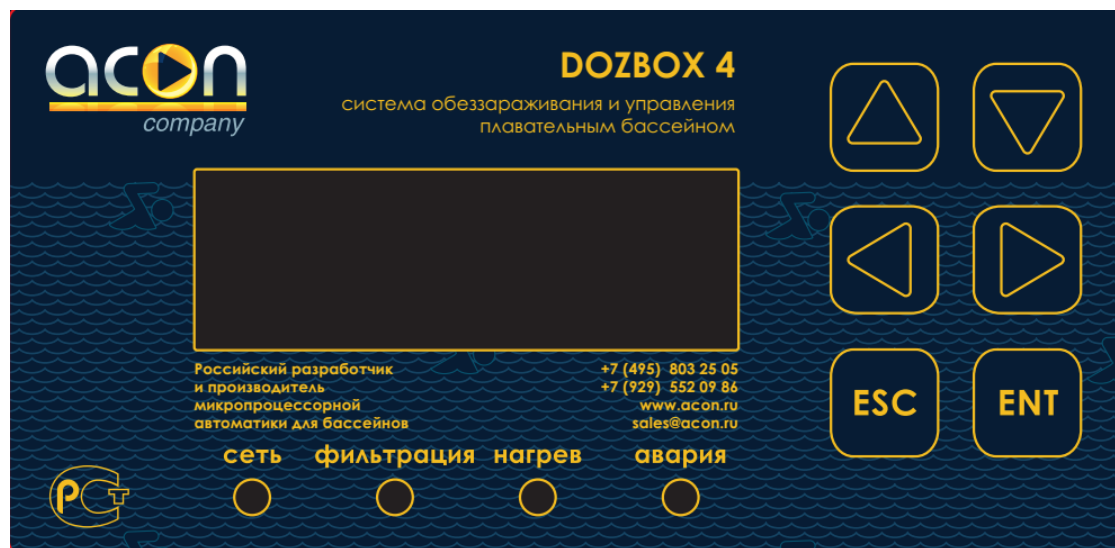 acon
company
DOZBOX 4
система обеззараживания и управления
плавательным бассейном
Российский разработчик
и производитель
микропроцессорной
автоматики для бассейнов
+7 (495) 803 25 05
+7 (929) 552 09 86
www.acon.ru
sales@acon.ru
ESC
ENT
сеть
фильтрация
нагрев
авария
РСТ